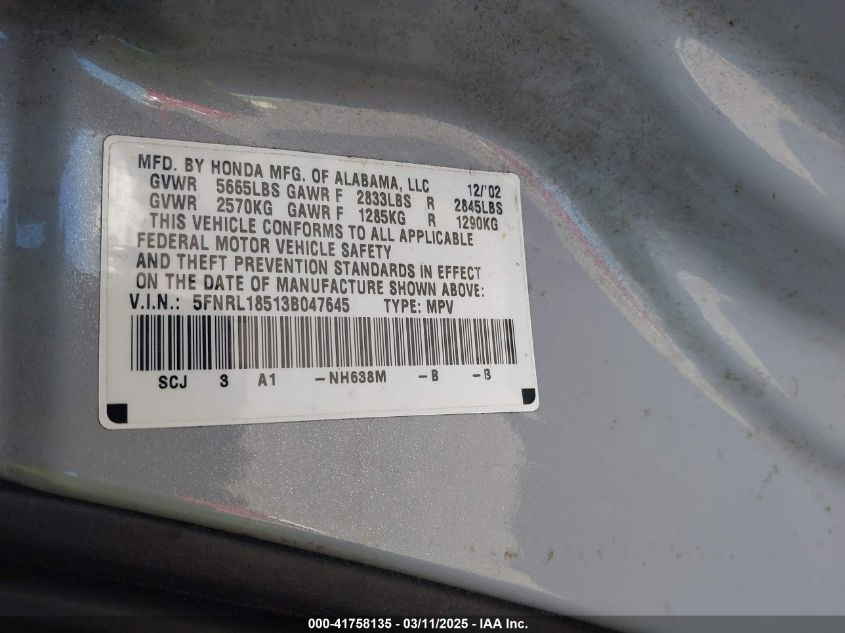 MFD. BY HONDA MFG. OF ALABAMA, LLC 12/'02
GVWR 5665LBS GAWR F 2833LBS R 2845LBS
GVWR 2570KG GAWR F 1285KG R 1290KG
THIS VEHICLE CONFORMS TO ALL APPLICABLE
FEDERAL MOTOR VEHICLE SAFETY
AND THEFT PREVENTION STANDARDS IN EFFECT
ON THE DATE OF MANUFACTURE SHOWN ABOVE:
V.I.N.: 5FNRL18513B047645 TYPE: MPV
SCJ 3 A1 -NH638M -B -B
000-41758135 - 03/11/2025 - IAA Inc.